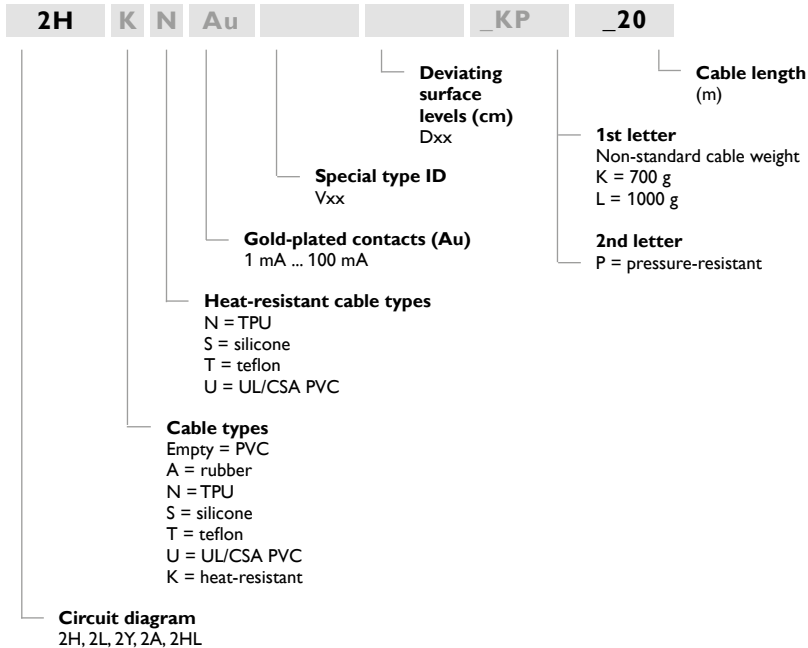 2H K N Au _KP _20
Deviating
surface
levels (cm)
Dxx
Cable length
(m)
1st letter
Non-standard cable weight
K = 700 g
L = 1000 g
Special type ID
Vxx
2nd letter
P = pressure-resistant
Gold-plated contacts (Au)
1 mA ... 100 mA
Heat-resistant cable types
N = TPU
S = silicone
T = teflon
U = UL/CSA PVC
Cable types
Empty = PVC
A = rubber
N = TPU
S = silicone
T = teflon
U = UL/CSA PVC
K = heat-resistant
Circuit diagram
2H, 2L, 2Y, 2A, 2HL